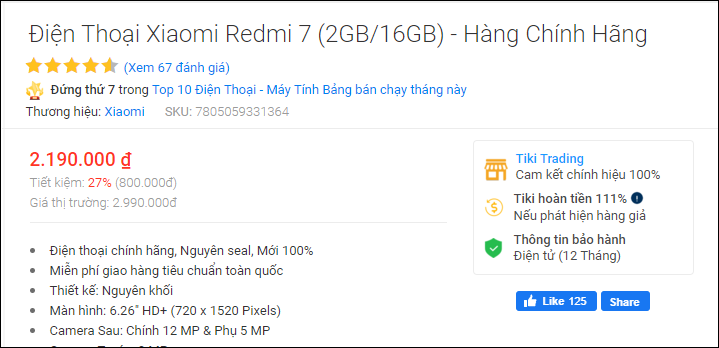 Điện Thoại Xiaomi Redmi 7 (2GB/16GB) - Hàng Chính Hãng
(Xem 67 đánh giá)
Đứng thứ 7 trong Top 10 Điện Thoại - Máy Tính Bảng bán chạy tháng này
Thương hiệu: Xiaomi SKU: 7805059331364
2.190.000 ₫
Tiết kiệm: 27% (800.000₫)
Giá thị trường: 2.990.000₫
Điện thoại chính hãng, Nguyên seal, Mới 100%
Miễn phí giao hàng tiêu chuẩn toàn quốc
Thiết kế: Nguyên khối
Màn hình: 6.26" HD+ (720 x 1520 Pixels)
Camera Sau: Chính 12 MP & Phụ 5 MP
Tiki Trading
Cam kết chính hiệu 100%
Tiki hoàn tiền 111%
Nếu phát hiện hàng giả
Thông tin bảo hành
Điện tử (12 Tháng)
Like 125 Share